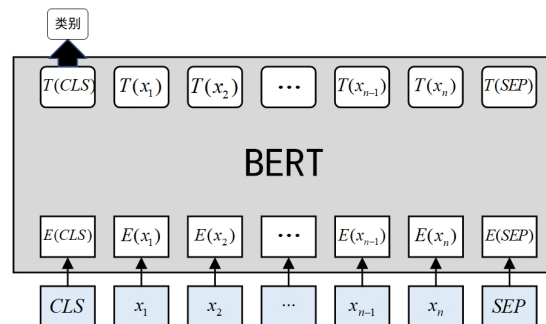 类别
T(CLS) T(x₁) T(x₂) ... T(xₙ₋₁) T(xₙ) T(SEP)
BERT
E(CLS) E(x₁) E(x₂) ... E(xₙ₋₁) E(xₙ) E(SEP)
CLS x₁ x₂ ... xₙ₋₁ xₙ SEP